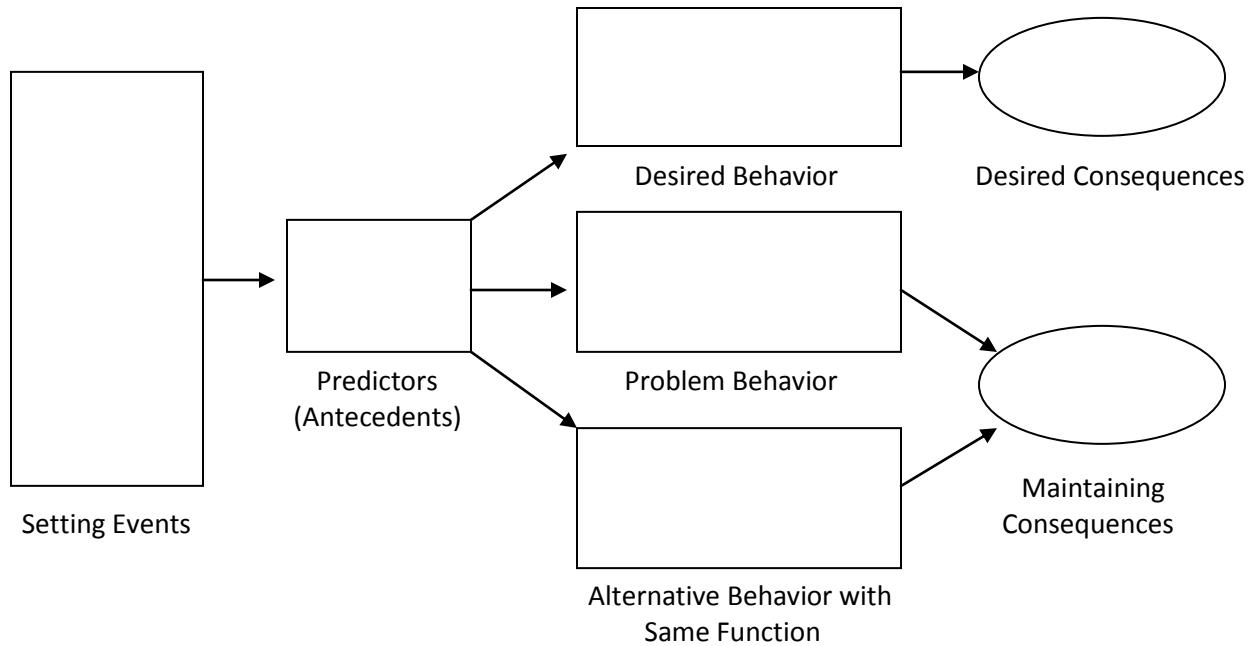 Desired Behavior
Desired Consequences
Predictors
(Antecedents)
Problem Behavior
Setting Events
Maintaining
Consequences
Alternative Behavior with
Same Function